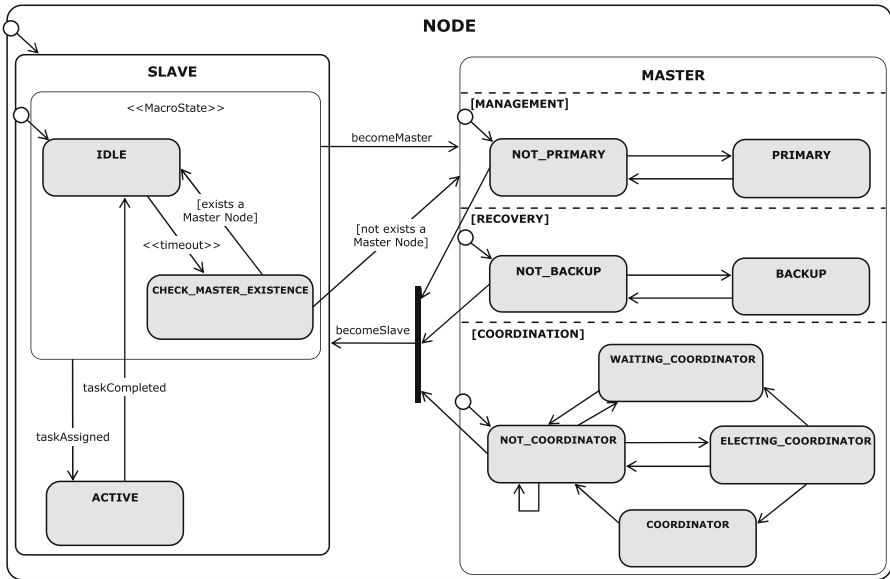 NODE
SLAVE
<<MacroState>>
IDLE
[exists a
Master Node]
<<timeout>>
CHECK_MASTER_EXISTENCE
taskCompleted
taskAssigned
ACTIVE
becomeMaster
[not exists a
Master Node]
becomeSlave
MASTER
[MANAGEMENT]
NOT_PRIMARY
PRIMARY
[RECOVERY]
NOT_BACKUP
BACKUP
[COORDINATION]
WAITING_COORDINATOR
NOT_COORDINATOR
ELECTING_COORDINATOR
COORDINATOR